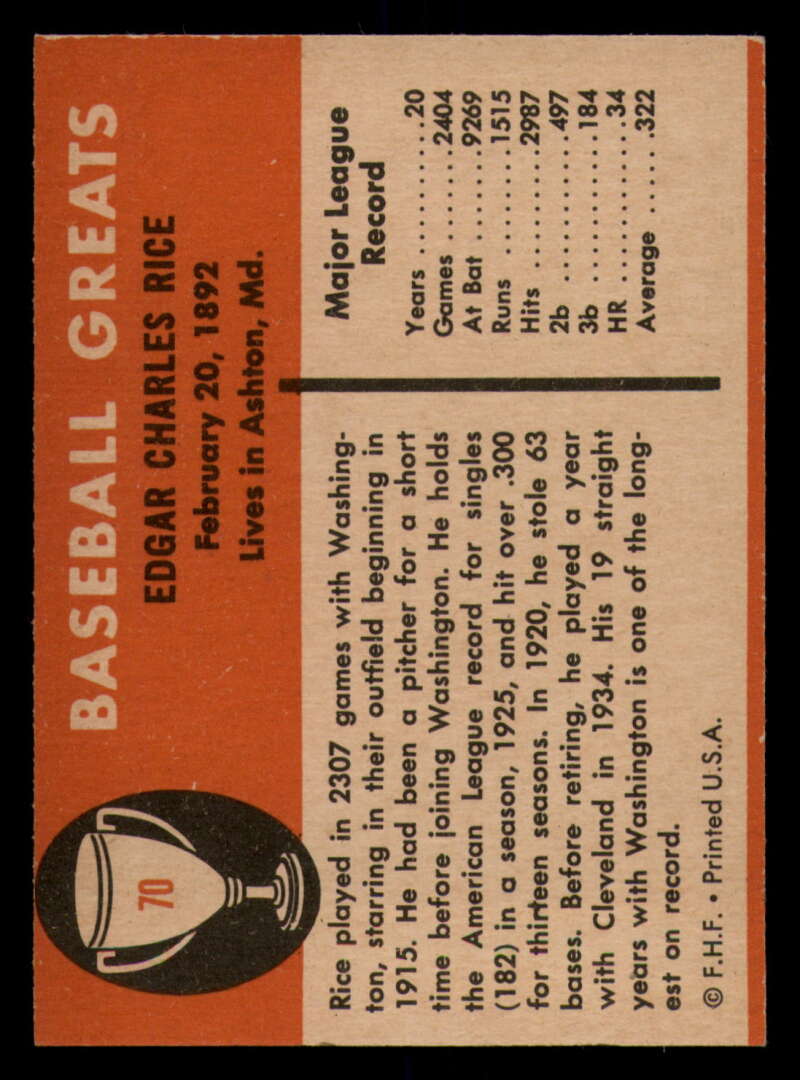 BASEBALL GREATS
EDGAR CHARLES RICE
February 20, 1892
Lives in Ashton, Md.
70
Rice played in 2307 games with Washing-
ton, starring in their outfield beginning in
1915. He had been a pitcher for a short
time before joining Washington. He holds
the American League record for singles
(182) in a season, 1925, and hit over .300
for thirteen seasons. In 1920, he stole 63
bases. Before retiring, he played a year
with Cleveland in 1934. His 19 straight
years with Washington is one of the long-
est on record.
© F.H.F. • Printed U.S.A.
Major League
Record
Years ..........20
Games ........2404
At Bat ........9269
Runs ..........1515
Hits ..........2987
2b ..........497
3b ..........184
HR ..........34
Average ......322